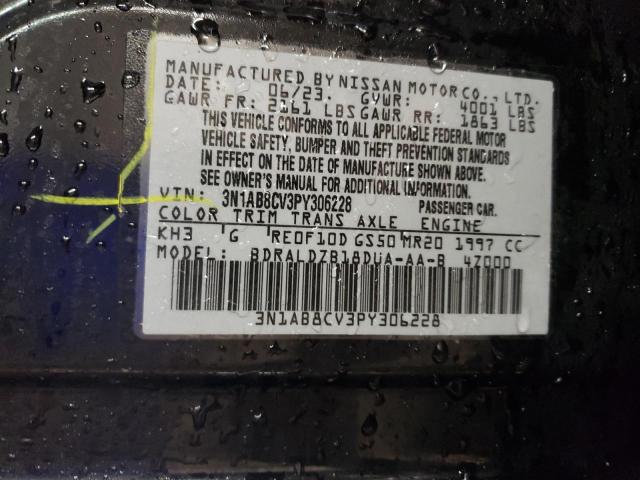 MANUFACTURED BY NISSAN MOTOR CO., LTD.
DATE: 06/23 GVWR: 4001 LBS
GAWR FR: 2161 LBS GAWR RR: 1863 LBS
THIS VEHICLE CONFORMS TO ALL APPLICABLE FEDERAL MOTOR
VEHICLE SAFETY, BUMPER AND THEFT PREVENTION STANDARDS
IN EFFECT ON THE DATE OF MANUFACTURE SHOWN ABOVE.
SEE OWNER'S MANUAL FOR ADDITIONAL INFORMATION.
VIN: 3N1AB8CV3PY306228 PASSENGER CAR.
COLOR TRIM TRANS AXLE ENGINE
KH3 G RE0F10D GS50 MR20 1997 CC
BDRALDZB18DUA-AA-B 4Z000
3N1AB8CV3PY306228